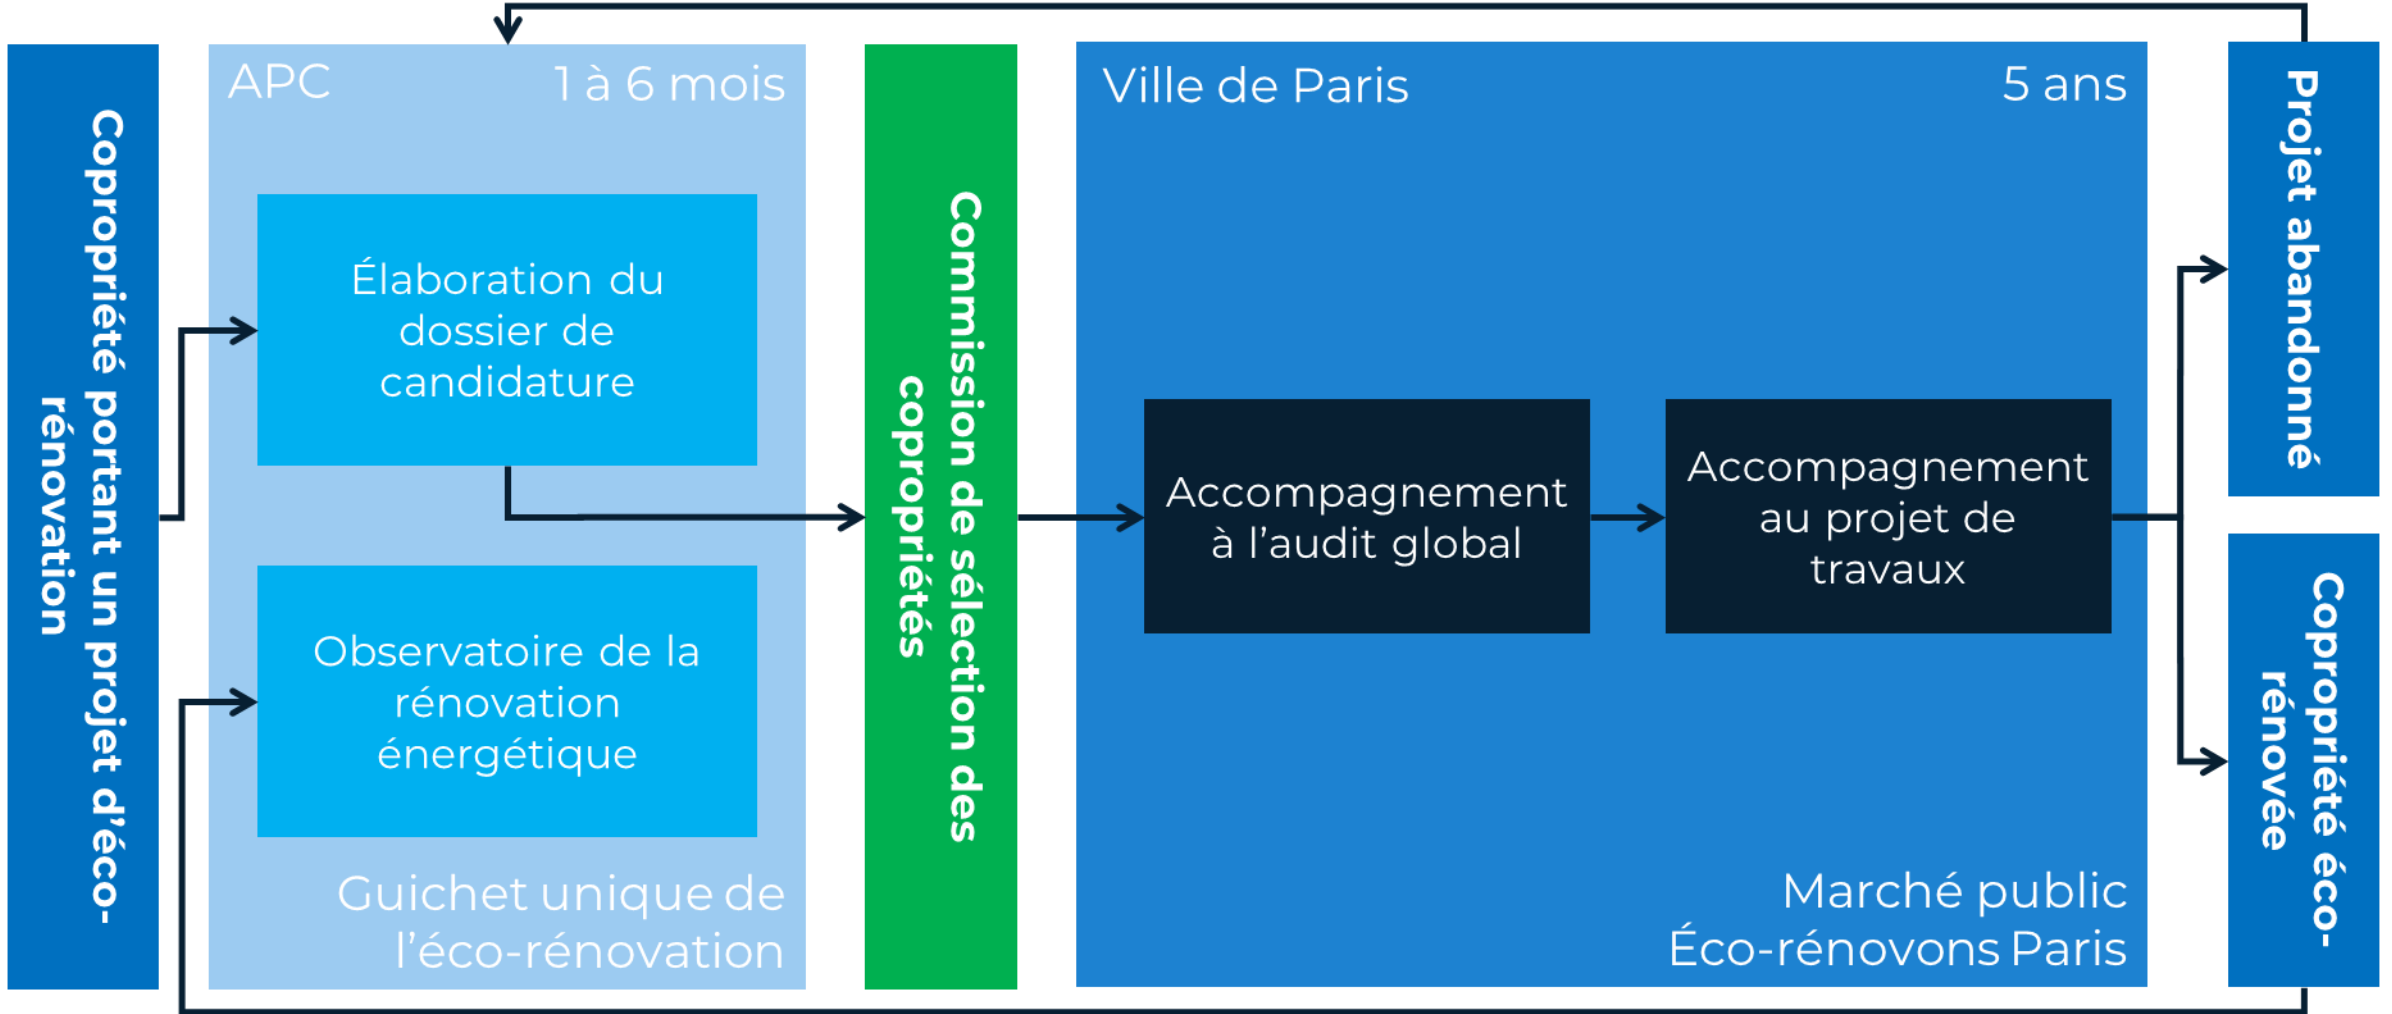 Copropriété portant un projet d'éco-
rénovation
APC
1 à 6 mois
Élaboration du
dossier de
candidature
Observatoire de la
rénovation
énergétique
Guichet unique de
l'éco-rénovation
Commission de sélection des
copropriétés
Ville de Paris
5 ans
Accompagnement
à l'audit global
Accompagnement
au projet de
travaux
Marché public
Éco-rénovons Paris
Projet abandonné
Copropriété éco-
rénovée